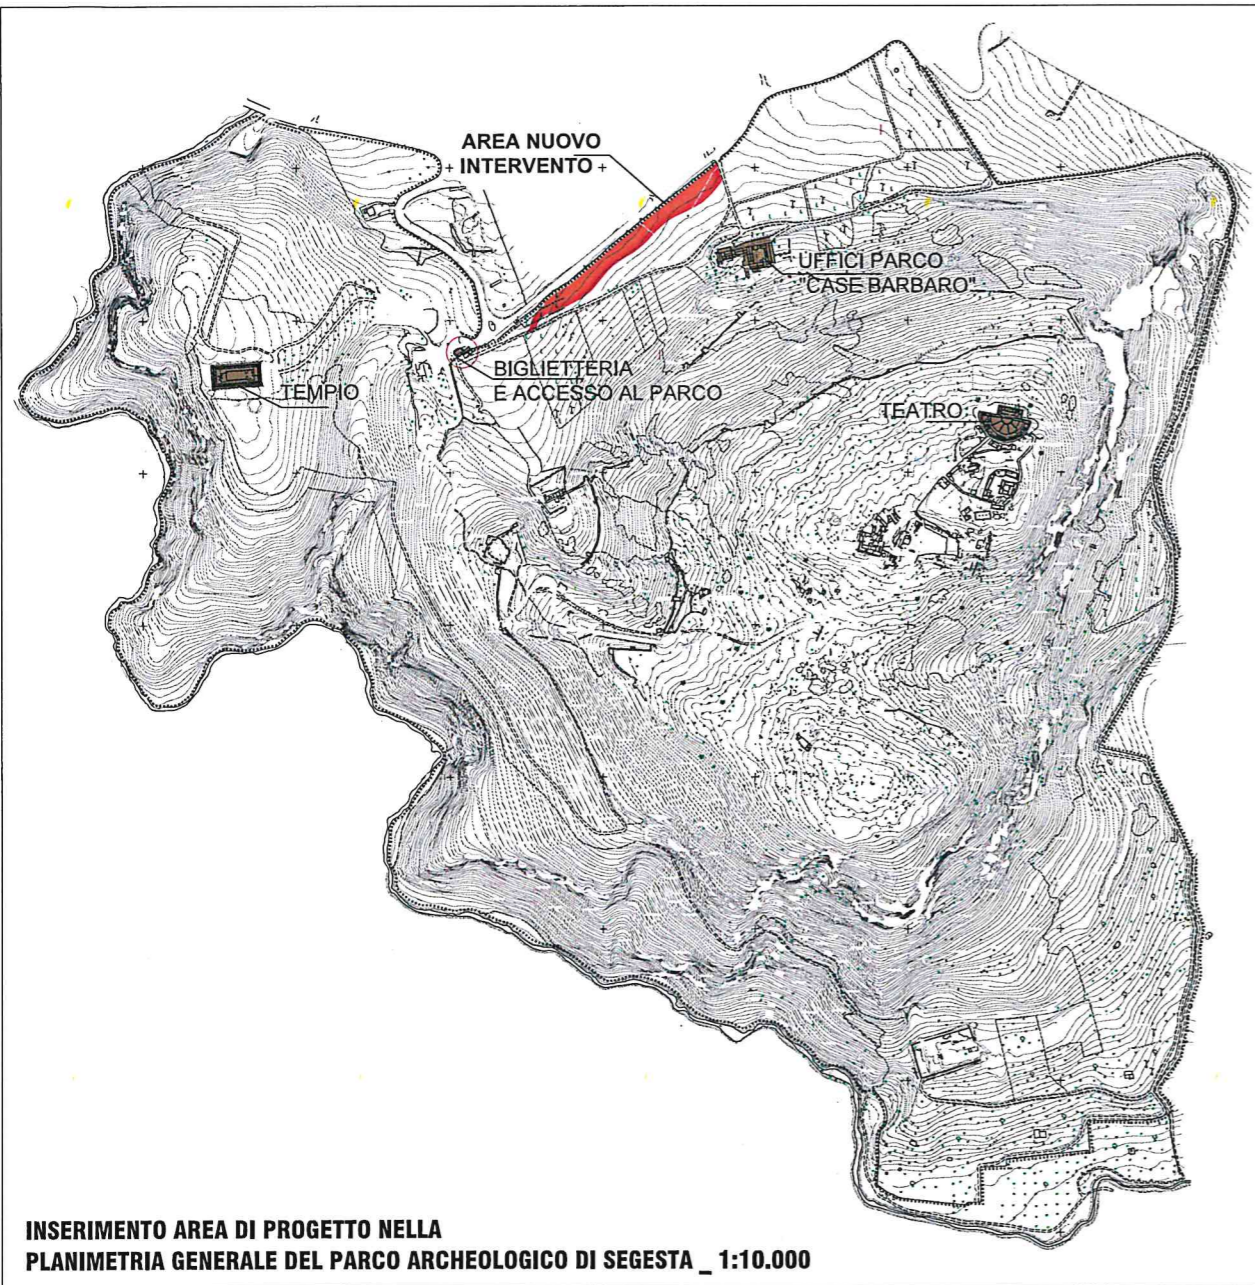 AREA NUOVO
INTERVENTO
UFFICI PARCO
"CASE BARBARO"
BIGLIETTERIA
E ACCESSO AL PARCO
TEMPIO
TEATRO
INSERIMENTO AREA DI PROGETTO NELLA
PLANIMETRIA GENERALE DEL PARCO ARCHEOLOGICO DI SEGESTA _ 1:10.000